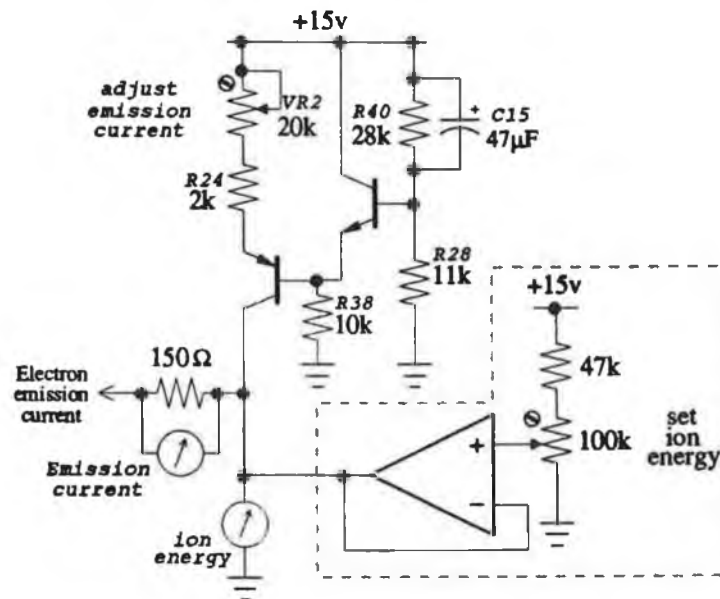 +15v
adjust
emission
current
VR2
20k
R40
28k
+
C15
47µF
R24
2k
R28
11k
R38
10k
+15v
47k
150Ω
Electron
emission
current
100k
set
ion
energy
+
−
Emission
current
ion
energy